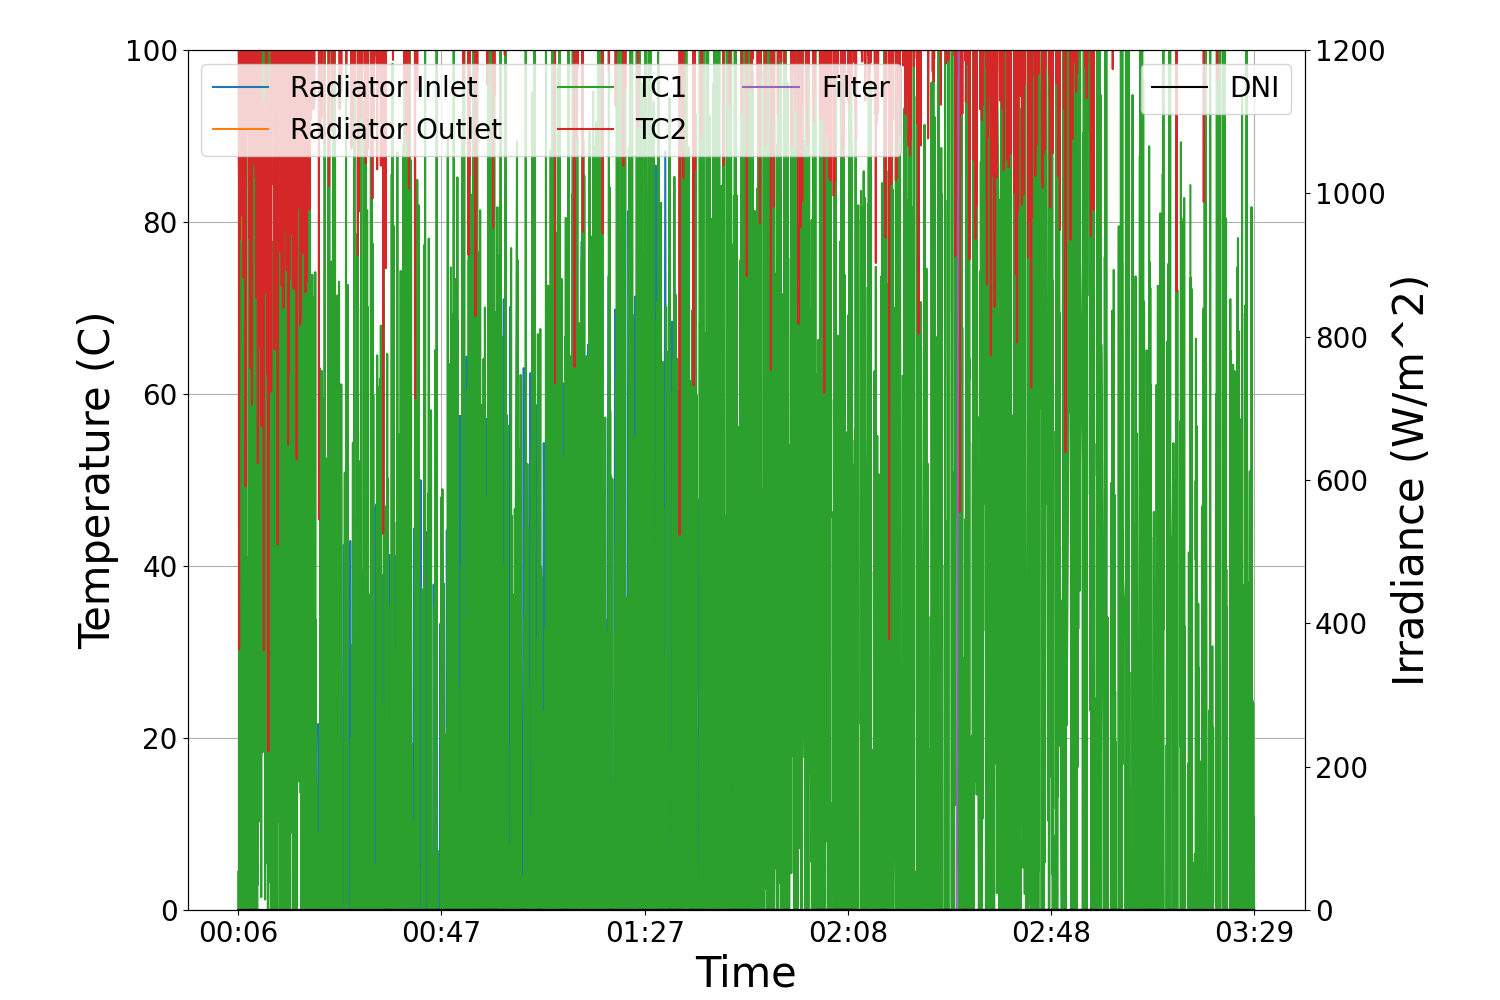 100
80
60
40
20
0
Temperature (C)
Radiator Inlet
Radiator Outlet
TC1
TC2
Filter
DNI
1200
1000
800
600
400
200
0
Irradiance (W/m^2)
00:06 00:47 01:27 02:08 02:48 03:29
Time